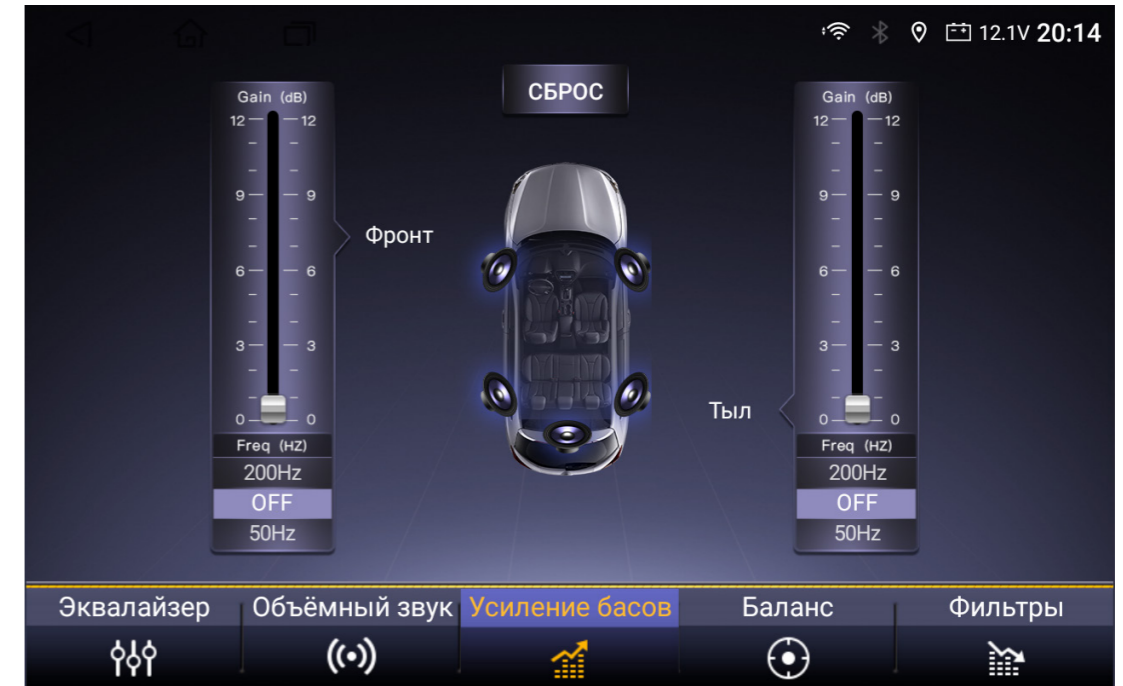 12.1V 20:14
Gain (dB)
12 12
9 9
6 6
3 3
0 0
Freq (HZ)
200Hz
OFF
50Hz
СБРОС
Фронт
Тыл
Gain (dB)
12 12
9 9
6 6
3 3
0 0
Freq (HZ)
200Hz
OFF
50Hz
Эквалайзер Объёмный звук Усиление басов Баланс Фильтры